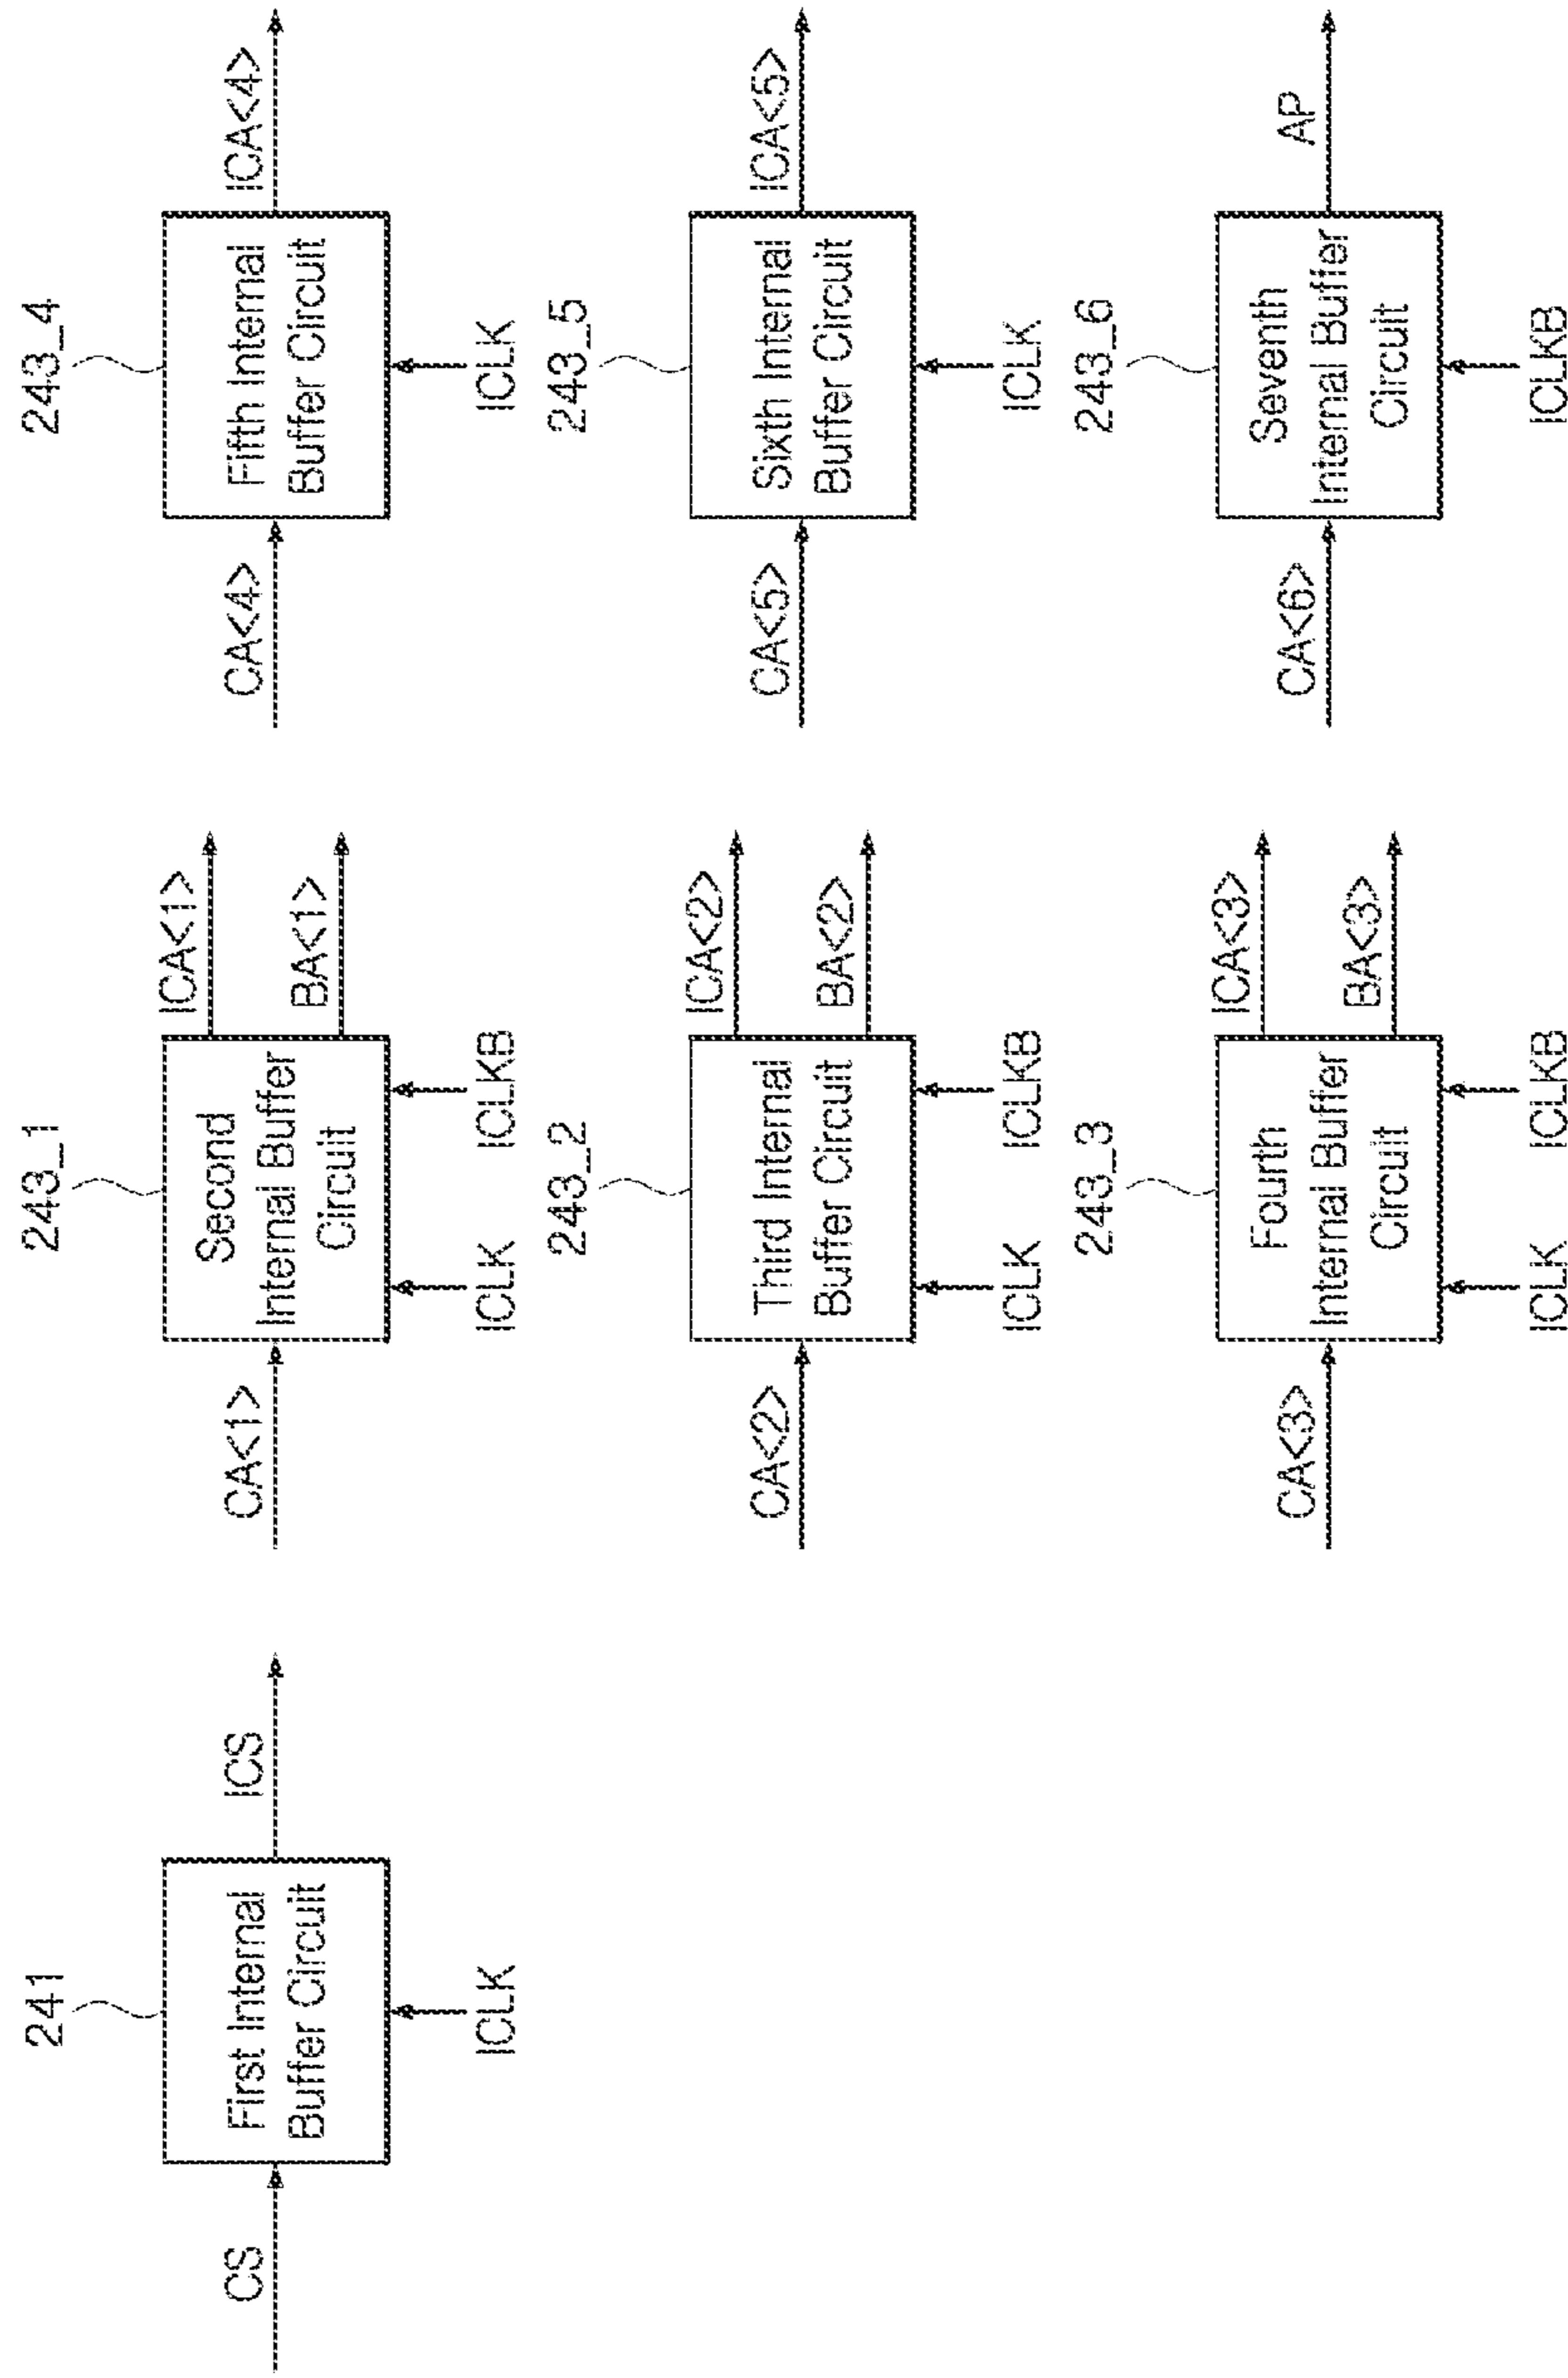 241
CS
First Internal
Buffer Circuit
ICS
ICLK
243_1
CA<1>
Second
Internal Buffer
Circuit
ICA<1>
BA<1>
ICLK
ICLKB
243_4
CA<4>
Fifth Internal
Buffer Circuit
ICA<4>
ICLK
243_2
CA<2>
Third Internal
Buffer Circuit
ICA<2>
BA<2>
ICLK
ICLKB
243_5
CA<5>
Sixth Internal
Buffer Circuit
ICA<5>
ICLK
243_3
CA<3>
Fourth
Internal Buffer
Circuit
ICA<3>
BA<3>
ICLK
ICLKB
243_6
CA<6>
Seventh
Internal Buffer
Circuit
AP
ICLKB